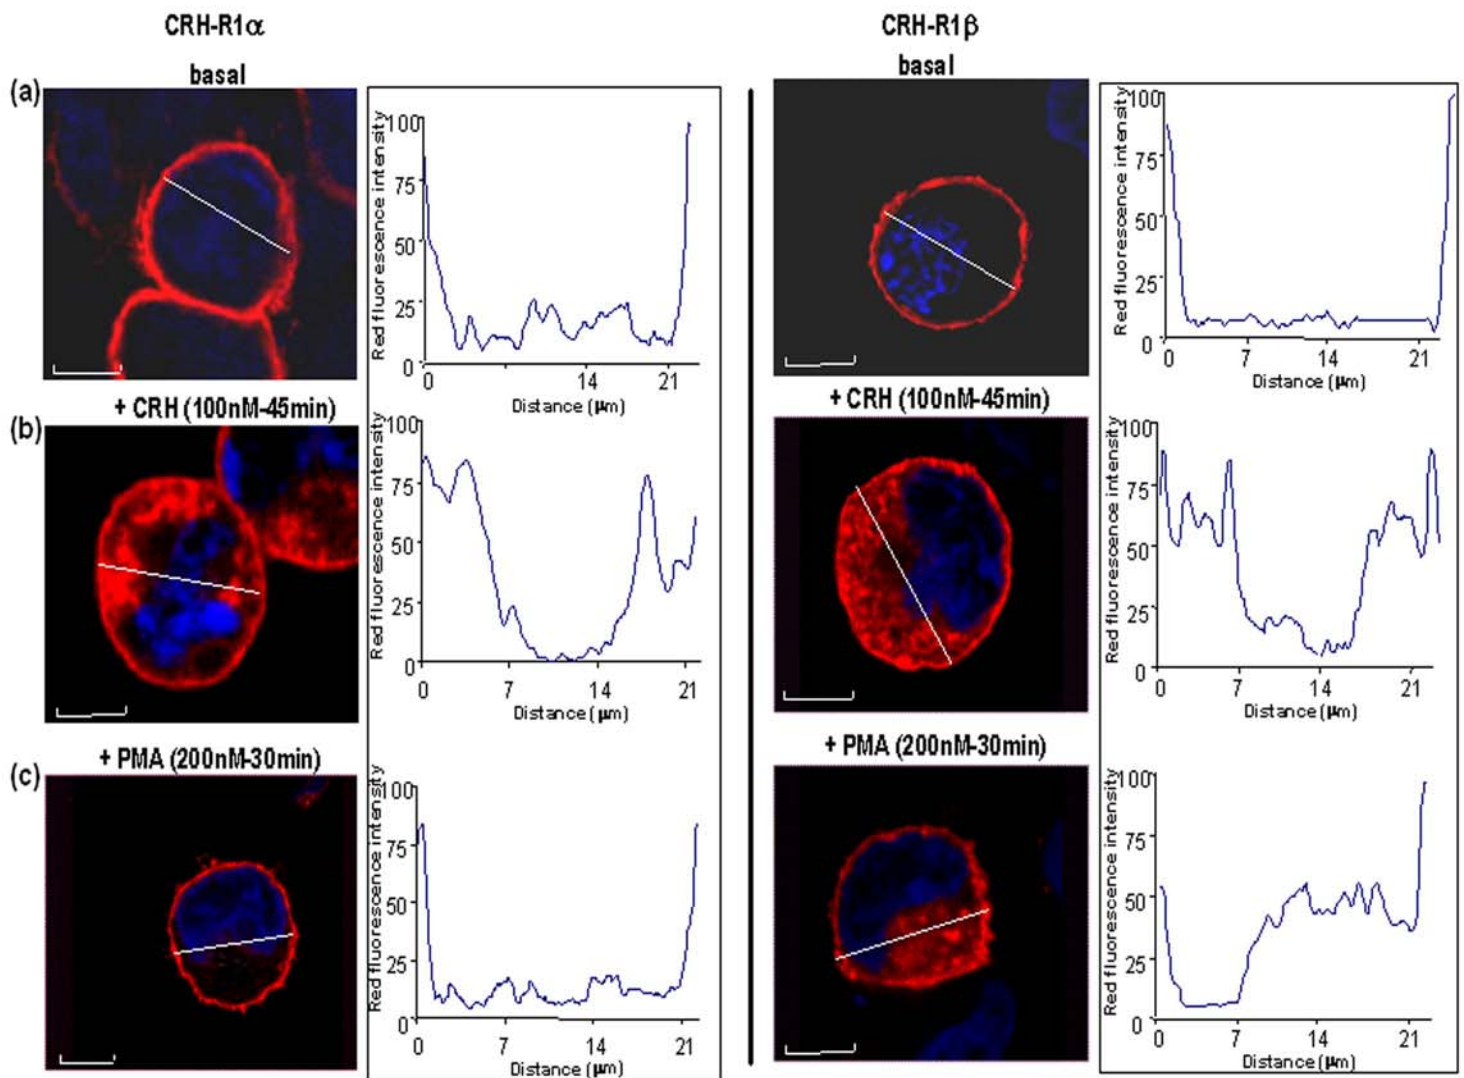 CRH-R1α
CRH-R1β
basal
basal
(a)
Red fluorescence intensity
100
75
50
25
0
0 7 14 21
Distance (μm)
Red fluorescence intensity
100
75
50
25
0
0 7 14 21
Distance (μm)
+ CRH (100nM-45min)
+ CRH (100nM-45min)
(b)
Red fluorescence intensity
100
75
50
25
0
0 7 14 21
Distance (μm)
Red fluorescence intensity
100
75
50
25
0
0 7 14 21
Distance (μm)
+ PMA (200nM-30min)
+ PMA (200nM-30min)
(c)
Red fluorescence intensity
100
75
50
25
0
0 7 14 21
Distance (μm)
Red fluorescence intensity
100
75
50
25
0
0 7 14 21
Distance (μm)